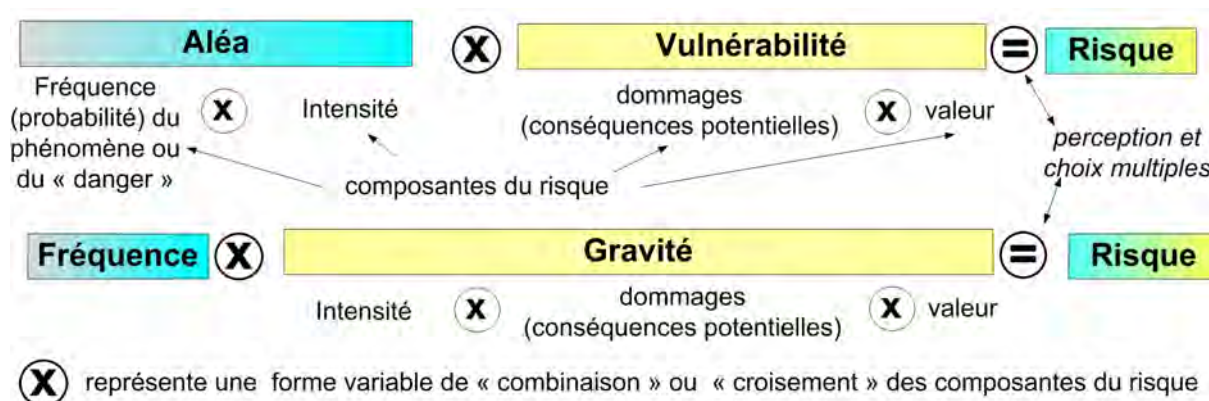 Aléa X Vulnérabilité = Risque
Fréquence
(probabilité) du
phénomène ou
du « danger »
X
Intensité
dommages
(conséquences potentielles)
X
valeur
perception et
choix multiples
composantes du risque
Fréquence X Gravité = Risque
Intensité
X
dommages
(conséquences potentielles)
X
valeur
X représente une forme variable de « combinaison » ou « croisement » des composantes du risque